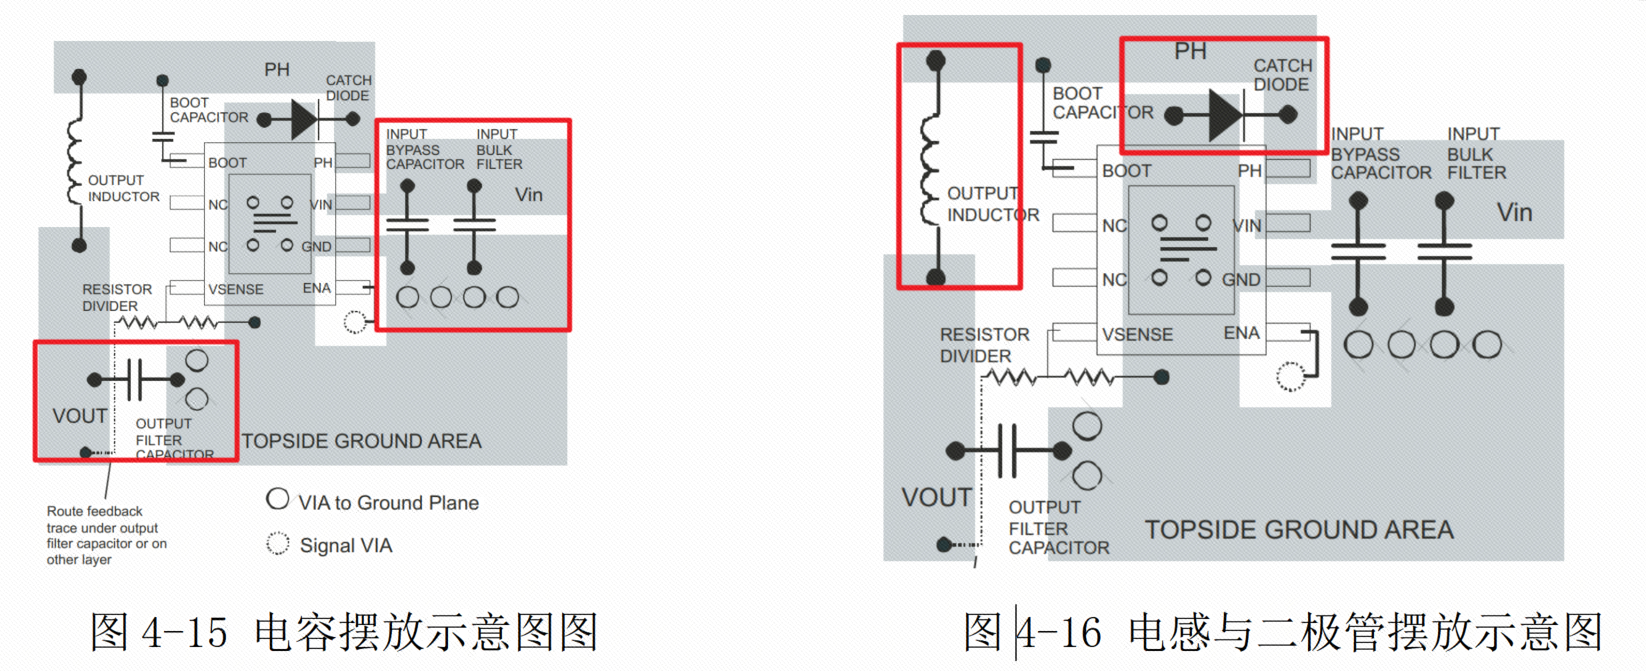 PH
CATCH
DIODE
BOOT
CAPACITOR
INPUT
BYPASS
CAPACITOR
INPUT
BULK
FILTER
Vin
OUTPUT
INDUCTOR
BOOT
PH
NC
VIN
NC
GND
VSENSE
ENA
RESISTOR
DIVIDER
VOUT
OUTPUT
FILTER
CAPACITOR
TOPSIDE GROUND AREA
Route feedback
trace under output
filter capacitor or on
other layer
VIA to Ground Plane
Signal VIA
图 4-15 电容摆放示意图图
PH
CATCH
DIODE
BOOT
CAPACITOR
INPUT
BYPASS
CAPACITOR
INPUT
BULK
FILTER
Vin
OUTPUT
INDUCTOR
BOOT
PH
NC
VIN
NC
GND
VSENSE
ENA
RESISTOR
DIVIDER
VOUT
OUTPUT
FILTER
CAPACITOR
TOPSIDE GROUND AREA
图 4-16 电感与二极管摆放示意图